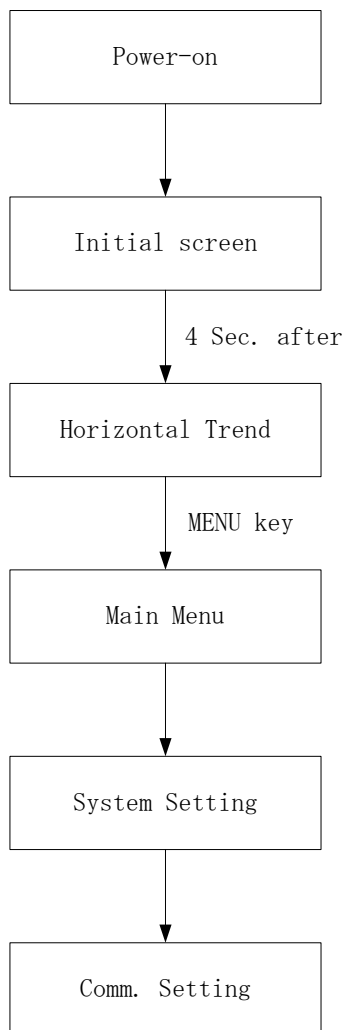 Power-on
Initial screen
4 Sec. after
Horizontal Trend
MENU key
Main Menu
System Setting
Comm. Setting